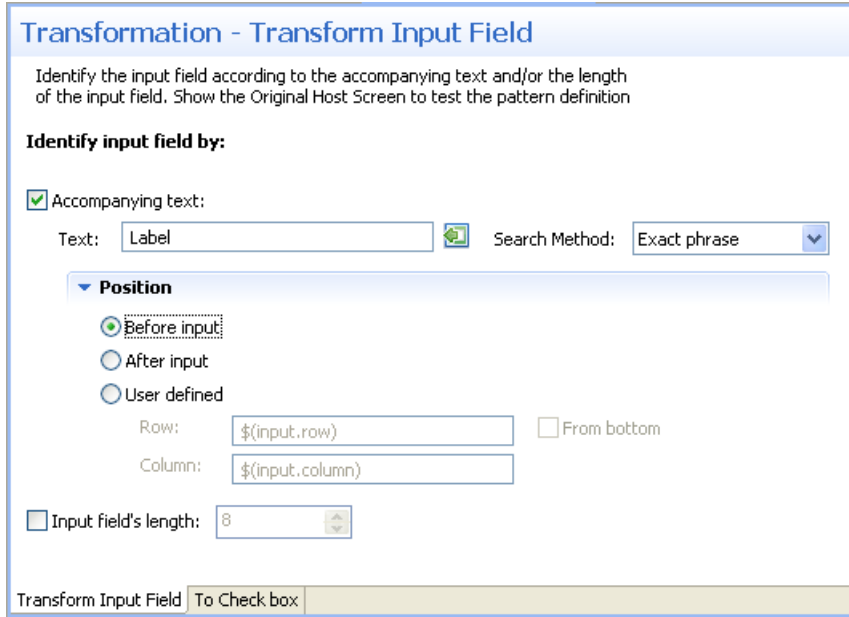 Transformation - Transform Input Field
Identify the input field according to the accompanying text and/or the length
of the input field. Show the Original Host Screen to test the pattern definition
Identify input field by:
Accompanying text:
Text: Label Search Method: Exact phrase
Position
Before input
After input
User defined
Row: $(input.row) From bottom
Column: $(input.column)
Input field's length: 8
Transform Input Field To Check box